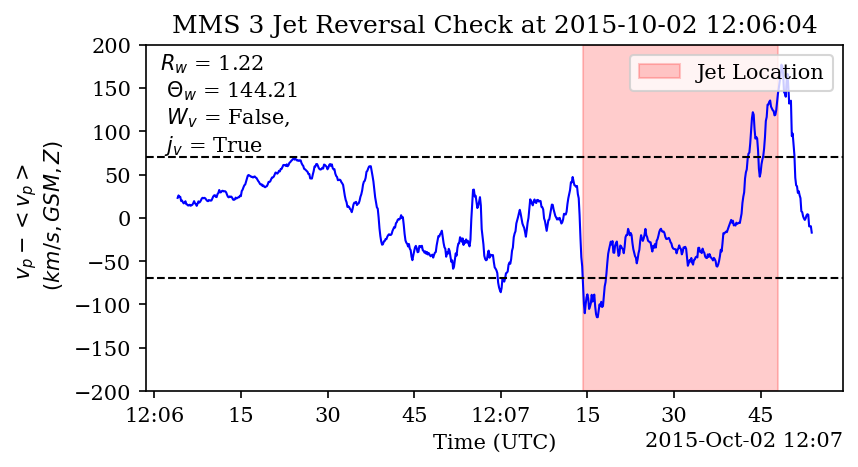 MMS 3 Jet Reversal Check at 2015-10-02 12:06:04
R_w = 1.22
Θ_w = 144.21
W_v = False,
j_v = True
Jet Location
200
150
100
50
0
−50
−100
−150
−200
v_p − < v_p >
(km/s, GSM, Z)
12:06 15 30 45 12:07 15 30 45
Time (UTC)
2015-Oct-02 12:07